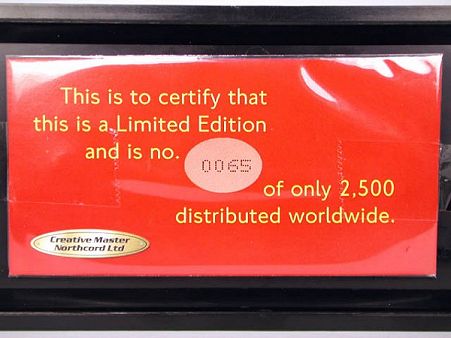 This is to certify that
this is a Limited Edition
and is no. 0065
of only 2,500
distributed worldwide.
Creative Master
Northcord Ltd